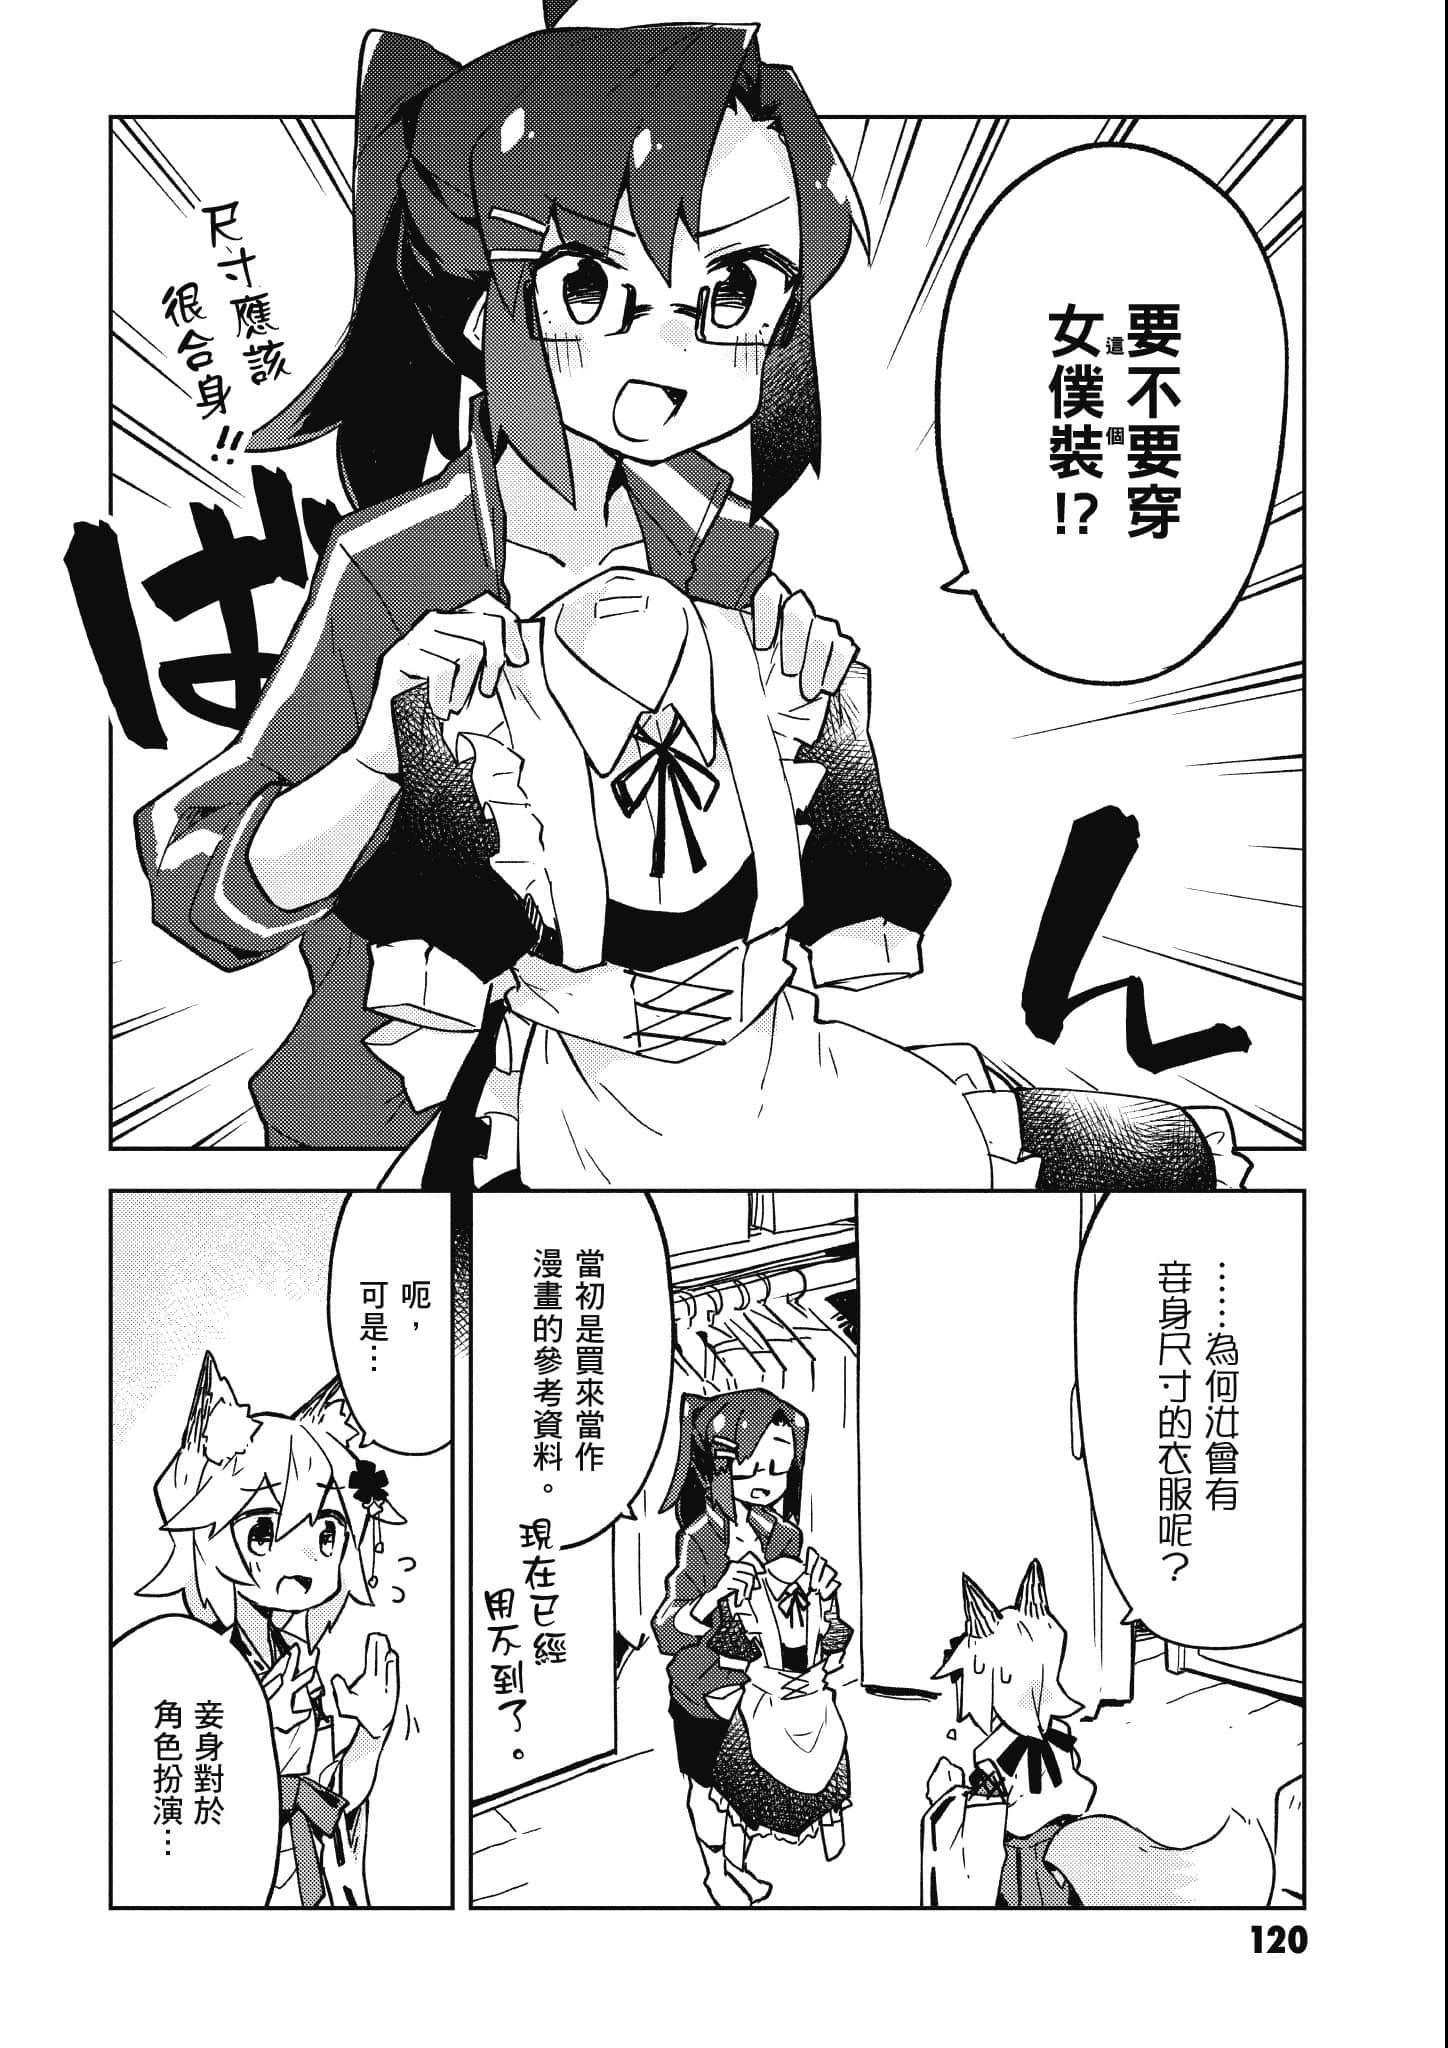 要不要穿
這個
女僕裝!?
尺寸應該
很合身!!
ばん
……為何汝會有
妾身尺寸的衣服呢？
當初是買來當作
漫畫的參考資料。
現在已經
用不到了。
呃，
可是…
妾身對於
角色扮演…
120